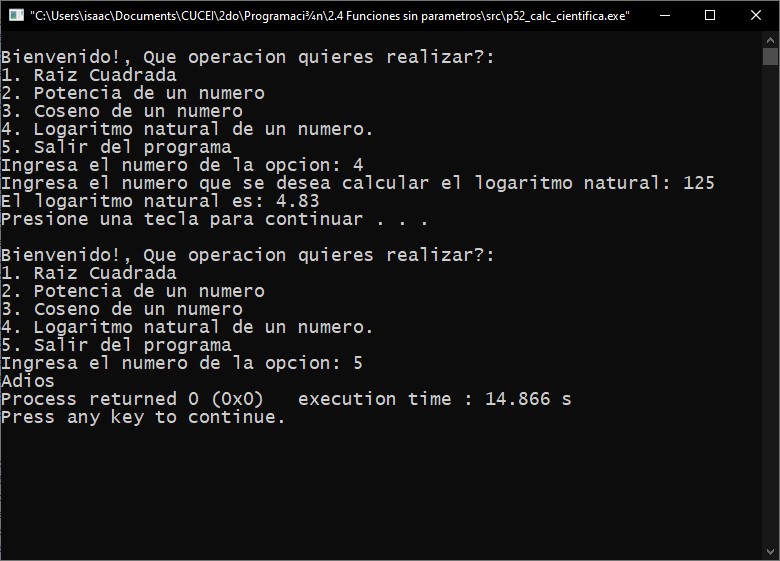 "C:\Users\isaac\Documents\CUCEI\2do\Programaci¾n\2.4 Funciones sin parametros\src\p52_calc_cientifica.exe"
Bienvenido!, Que operacion quieres realizar?:
1. Raiz Cuadrada
2. Potencia de un numero
3. Coseno de un numero
4. Logaritmo natural de un numero.
5. Salir del programa
Ingresa el numero de la opcion: 4
Ingresa el numero que se desea calcular el logaritmo natural: 125
El logaritmo natural es: 4.83
Presione una tecla para continuar . . .
Bienvenido!, Que operacion quieres realizar?:
1. Raiz Cuadrada
2. Potencia de un numero
3. Coseno de un numero
4. Logaritmo natural de un numero.
5. Salir del programa
Ingresa el numero de la opcion: 5
Adios
Process returned 0 (0x0)   execution time : 14.866 s
Press any key to continue.